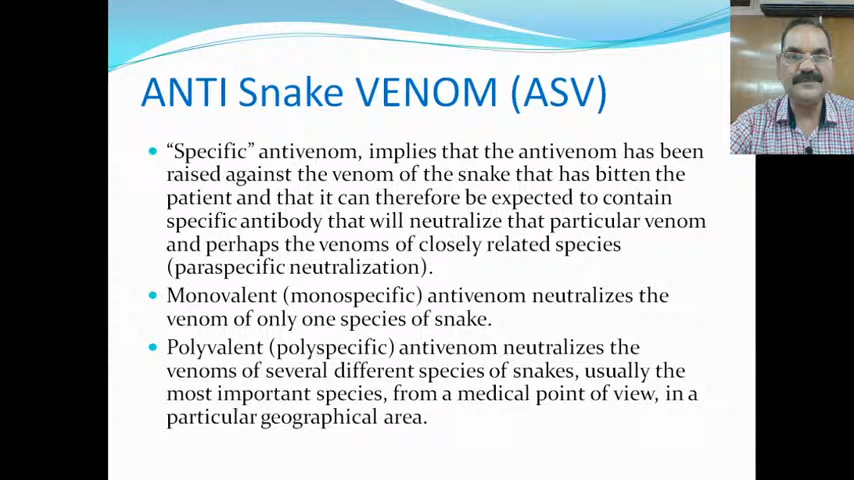 ANTI Snake VENOM (ASV)
• “Specific” antivenom, implies that the antivenom has been
raised against the venom of the snake that has bitten the
patient and that it can therefore be expected to contain
specific antibody that will neutralize that particular venom
and perhaps the venoms of closely related species
(paraspecific neutralization).
• Monovalent (monospecific) antivenom neutralizes the
venom of only one species of snake.
• Polyvalent (polyspecific) antivenom neutralizes the
venoms of several different species of snakes, usually the
most important species, from a medical point of view, in a
particular geographical area.